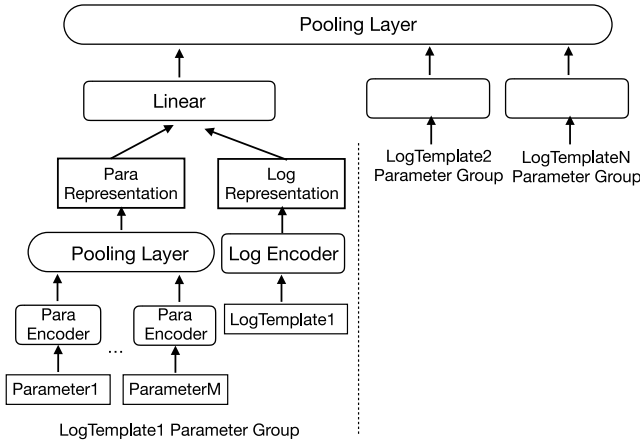 Pooling Layer
Linear
Para
Representation
Log
Representation
Pooling Layer
Log Encoder
Para
Encoder
...
Para
Encoder
LogTemplate1
Parameter1
ParameterM
LogTemplate1 Parameter Group
LogTemplate2
Parameter Group
LogTemplateN
Parameter Group